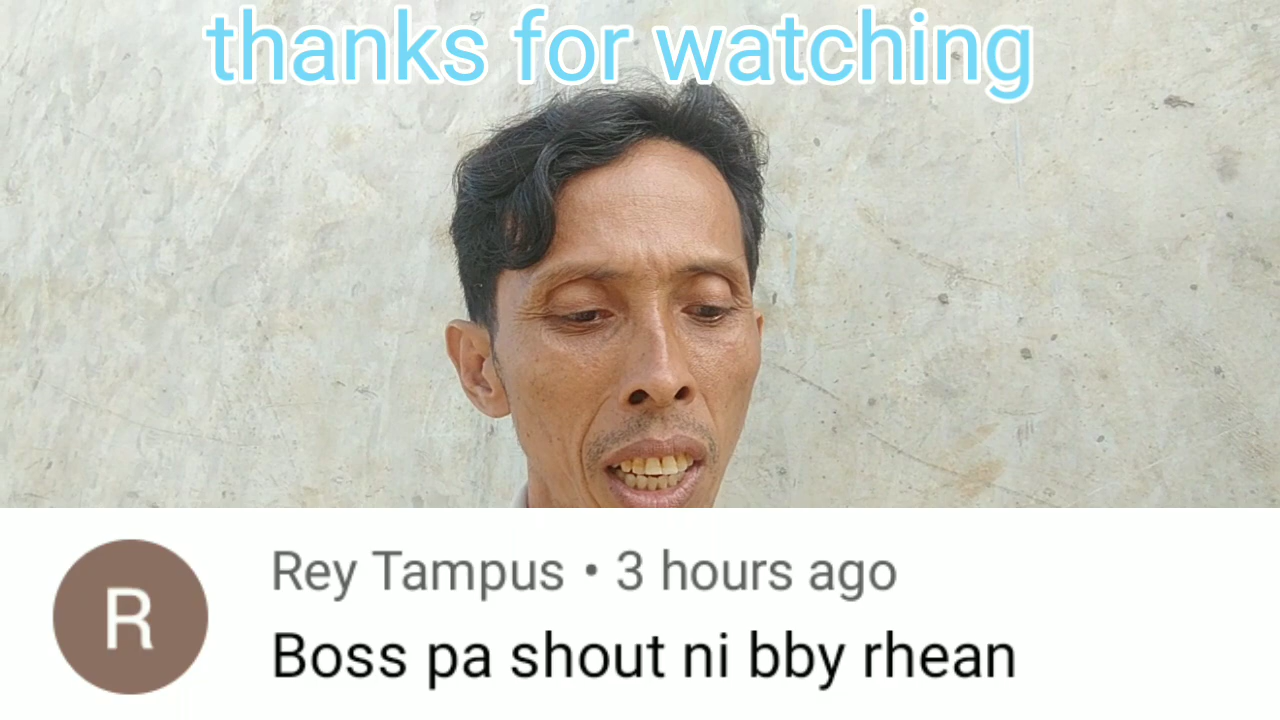 thanks for watching
R
Rey Tampus • 3 hours ago
Boss pa shout ni bby rhean